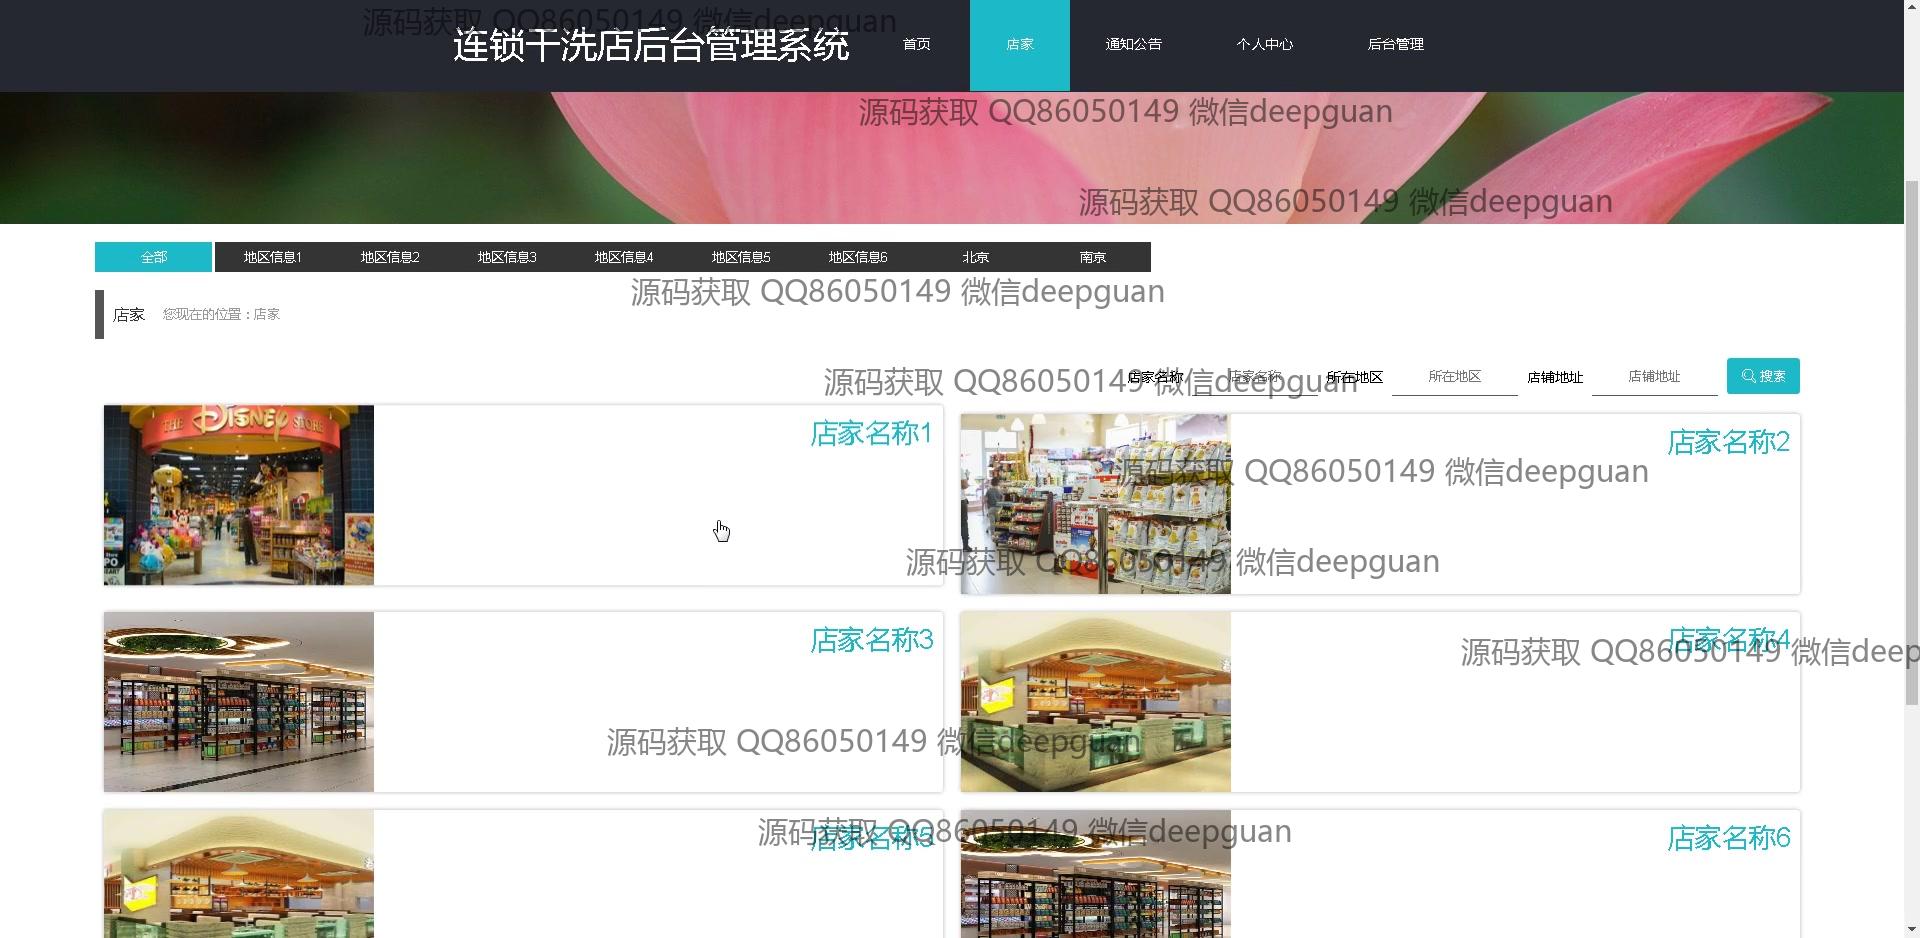 源码获取 QQ86050149 微信deepguan
连锁干洗店后台管理系统
首页
店家
通知公告
个人中心
后台管理
源码获取 QQ86050149 微信deepguan
源码获取 QQ86050149 微信deepguan
全部
地区信息1
地区信息2
地区信息3
地区信息4
地区信息5
地区信息6
北京
南京
源码获取 QQ86050149 微信deepguan
店家
您现在的位置：店家
源码获取 QQ86050149 微信deepguan
店家名称
店家名称
所在地区
所在地区
店铺地址
店铺地址
搜索
THE DISNEY STORE
店家名称1
店家名称2
源码获取 QQ86050149 微信deepguan
源码获取 QQ86050149 微信deepguan
店家名称3
店家名称4
源码获取 QQ86050149 微信deep
源码获取 QQ86050149 微信deepguan
源码获取 QQ86050149 微信deepguan
店家名称5
店家名称6